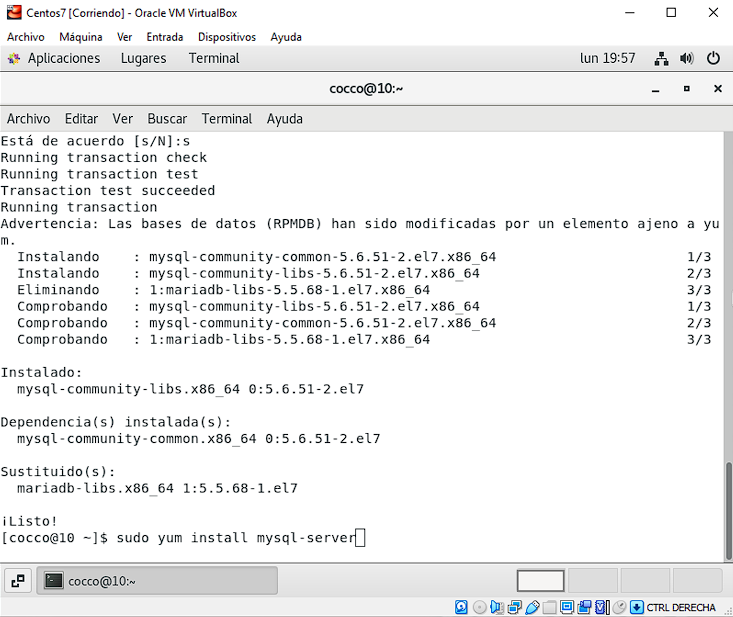 Centos7 [Corriendo] - Oracle VM VirtualBox
Archivo Máquina Ver Entrada Dispositivos Ayuda
Aplicaciones Lugares Terminal lun 19:57
cocco@10:~
Archivo Editar Ver Buscar Terminal Ayuda
Está de acuerdo [s/N]:s
Running transaction check
Running transaction test
Transaction test succeeded
Running transaction
Advertencia: Las bases de datos (RPMDB) han sido modificadas por un elemento ajeno a yu
m.
  Instalando    : mysql-community-common-5.6.51-2.el7.x86_64                       1/3
  Instalando    : mysql-community-libs-5.6.51-2.el7.x86_64                         2/3
  Eliminando    : 1:mariadb-libs-5.5.68-1.el7.x86_64                               3/3
  Comprobando   : mysql-community-libs-5.6.51-2.el7.x86_64                         1/3
  Comprobando   : mysql-community-common-5.6.51-2.el7.x86_64                       2/3
  Comprobando   : 1:mariadb-libs-5.5.68-1.el7.x86_64                               3/3
Instalado:
  mysql-community-libs.x86_64 0:5.6.51-2.el7
Dependencia(s) instalada(s):
  mysql-community-common.x86_64 0:5.6.51-2.el7
Sustituido(s):
  mariadb-libs.x86_64 1:5.5.68-1.el7
¡Listo!
[cocco@10 ~]$ sudo yum install mysql-server
cocco@10:~
CTRL DERECHA